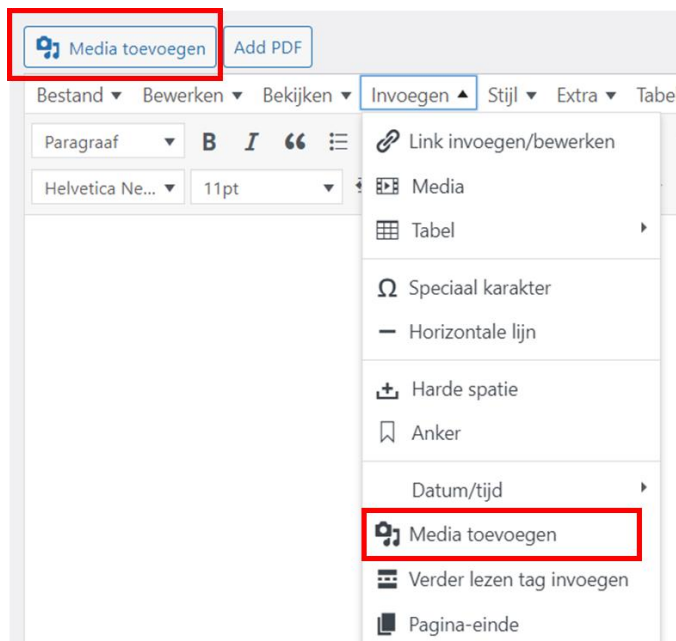 Media toevoegen Add PDF
Bestand Bewerken Bekijken Invoegen Stijl Extra Tabe
Paragraaf
Helvetica Ne... 11pt
Link invoegen/bewerken
Media
Tabel
Speciaal karakter
Horizontale lijn
Harde spatie
Anker
Datum/tijd
Media toevoegen
Verder lezen tag invoegen
Pagina-einde